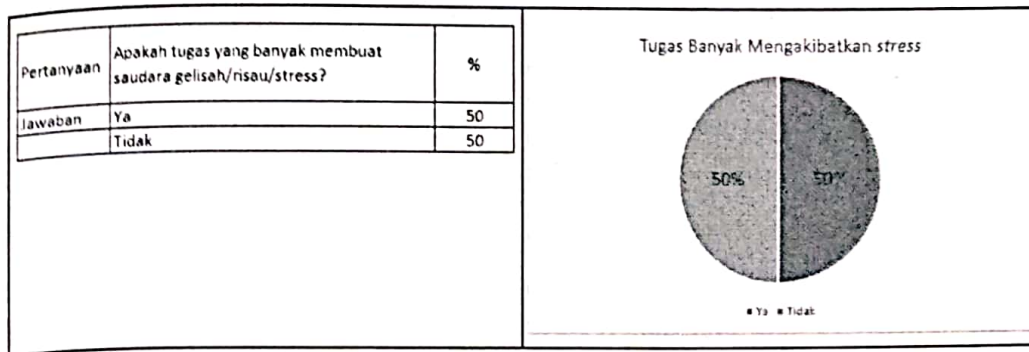 Pertanyaan Apakah tugas yang banyak membuat saudara gelisah/risau/stress? %
Jawaban Ya 50
Tidak 50
Tugas Banyak Mengakibatkan stress
50% 50%
Ya Tidak